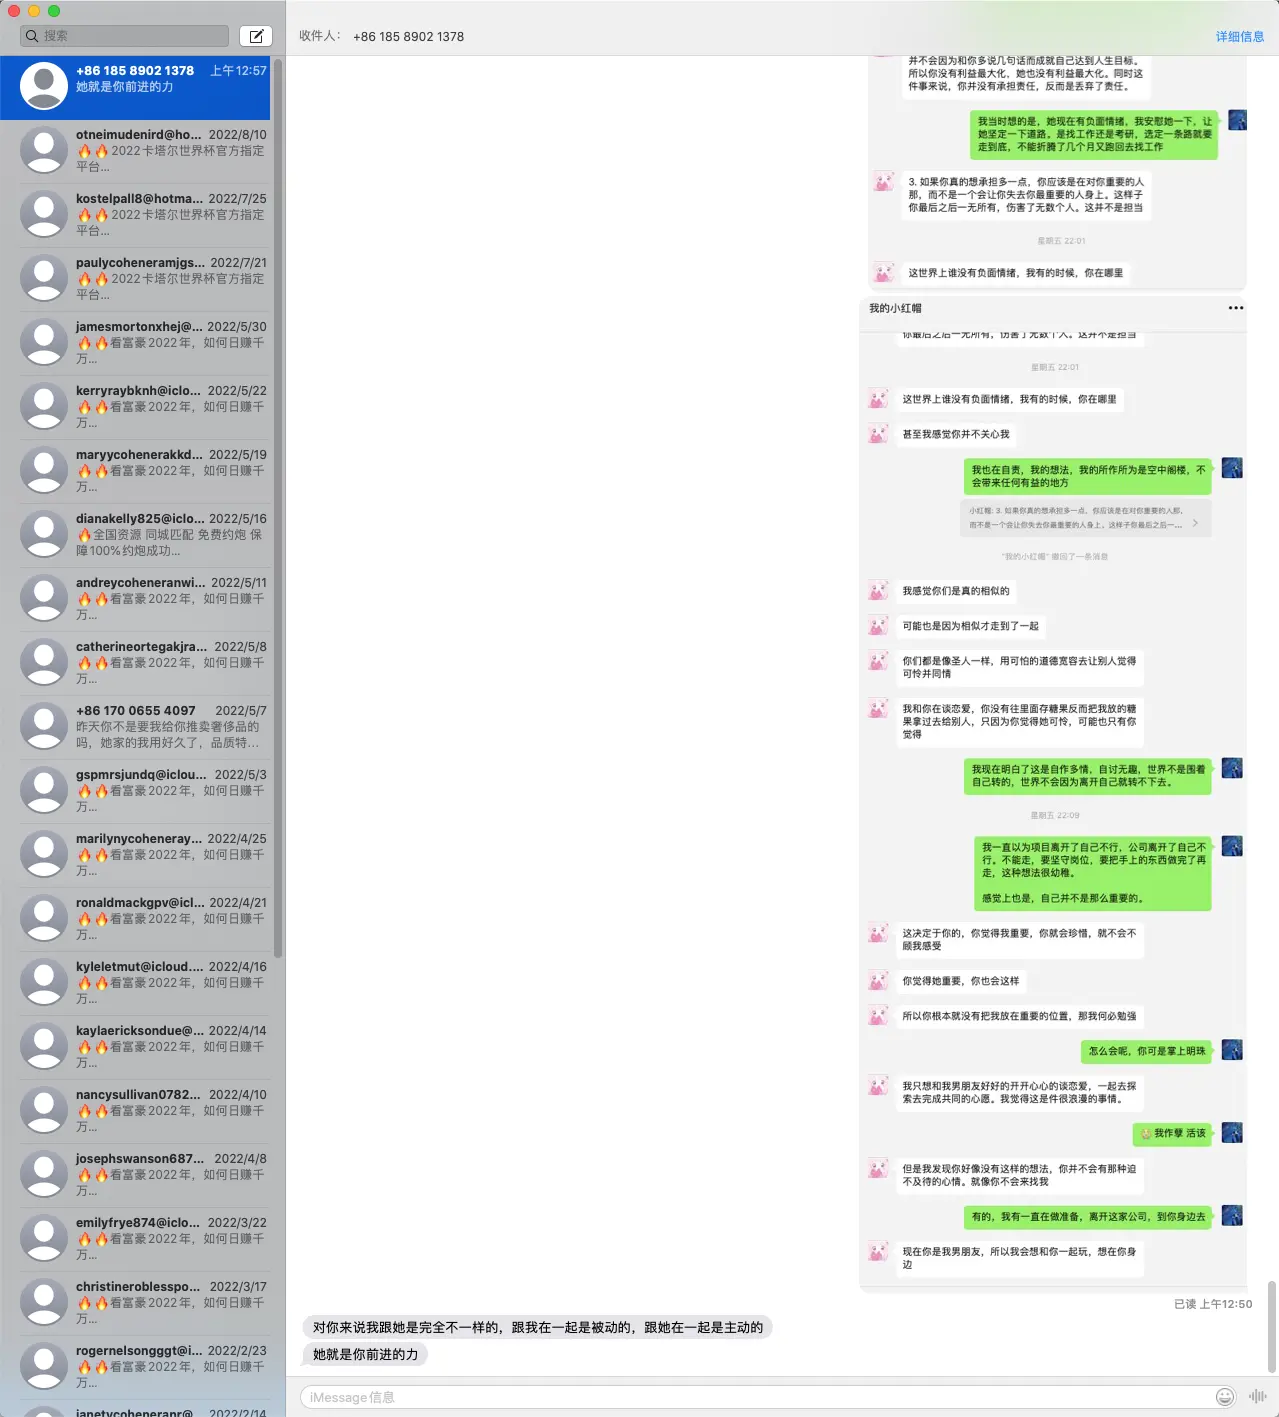 搜索
+86 185 8902 1378 上午12:57
她就是你前进的力
otneimudenird@ho... 2022/8/10
🔥🔥2022卡塔尔世界杯官方指定
平台...
kostelpall8@hotma... 2022/7/25
🔥🔥2022卡塔尔世界杯官方指定
平台...
paulycoheneramjgs... 2022/7/21
🔥🔥2022卡塔尔世界杯官方指定
平台...
jamesmortonxhej@... 2022/5/30
🔥🔥看富豪2022年，如何日赚千
万...
kerryraybknh@iclo... 2022/5/22
🔥🔥看富豪2022年，如何日赚千
万...
maryycohenerakkd... 2022/5/19
🔥🔥看富豪2022年，如何日赚千
万...
dianakelly825@iclo... 2022/5/16
🔥全国资源 同城匹配 免费约炮 保
障100%约炮成功...
andreycoheneranwi... 2022/5/11
🔥🔥看富豪2022年，如何日赚千
万...
catherineortegakjra... 2022/5/8
🔥🔥看富豪2022年，如何日赚千
万...
+86 170 0655 4097 2022/5/7
昨天你不是要我给你推卖奢侈品的
吗，她家的我用好久了，品质特...
gspmrsjundq@iclou... 2022/5/3
🔥🔥看富豪2022年，如何日赚千
万...
marilynycoheneray... 2022/4/25
🔥🔥看富豪2022年，如何日赚千
万...
ronaldmackgpv@icl... 2022/4/21
🔥🔥看富豪2022年，如何日赚千
万...
kyleletmut@icloud.... 2022/4/16
🔥🔥看富豪2022年，如何日赚千
万...
kaylaericksondue@... 2022/4/14
🔥🔥看富豪2022年，如何日赚千
万...
nancysullivan0782... 2022/4/10
🔥🔥看富豪2022年，如何日赚千
万...
josephswanson687... 2022/4/8
🔥🔥看富豪2022年，如何日赚千
万...
emilyfrye874@iclo... 2022/3/22
🔥🔥看富豪2022年，如何日赚千
万...
christineroblesspo... 2022/3/17
🔥🔥看富豪2022年，如何日赚千
万...
rogernelsongggt@i... 2022/2/23
🔥🔥看富豪2022年，如何日赚千
万...
janetycoheneranr@... 2022/2/14
收件人： +86 185 8902 1378
详细信息
并不会因为和你多说几句话而成就自己达到人生目标。
所以你没有利益最大化，她也没有利益最大化。同时这
件事来说，你并没有承担责任，反而是丢弃了责任。
我当时想的是，她现在有负面情绪，我安慰她一下，让
她坚定一下道路。是找工作还是考研，选定一条路就要
走到底，不能折腾了几个月又跑回去找工作
3. 如果你真的想承担多一点，你应该是在对你重要的人
那，而不是一个会让你失去你最重要的人身上。这样子
你最后之后一无所有，伤害了无数个人。这并不是担当
星期五 22:01
这世界上谁没有负面情绪，我有的时候，你在哪里
我的小红帽
你最后之后一无所有，伤害了无数个人。这并不是担当
星期五 22:01
这世界上谁没有负面情绪，我有的时候，你在哪里
甚至我感觉你并不关心我
我也在自责，我的想法，我的所作所为是空中阁楼，不
会带来任何有益的地方
小红帽: 3. 如果你真的想承担多一点，你应该是在对你重要的人那，
而不是一个会让你失去你最重要的人身上。这样子你最后之后一...
“我的小红帽” 撤回了一条消息
我感觉你们是真的相似的
可能也是因为相似才走到了一起
你们都是像圣人一样，用可怕的道德宽容去让别人觉得
可怜并同情
我和你在谈恋爱，你没有往里面存糖果反而把我放的糖
果拿过去给别人，只因为你觉得她可怜，可能也只有你
觉得
我现在明白了这是自作多情，自讨无趣，世界不是围着
自己转的，世界不会因为离开自己就转不下去。
星期五 22:09
我一直以为项目离开了自己不行，公司离开了自己不
行。不能走，要坚守岗位，要把手上的东西做完了再
走，这种想法很幼稚。
感觉上也是，自己并不是那么重要的。
这决定于你的，你觉得我重要，你就会珍惜，就不会不
顾我感受
你觉得她重要，你也会这样
所以你根本就没有把我放在重要的位置，那我何必勉强
怎么会呢，你可是掌上明珠
我只想和我男朋友好好的开开心心的谈恋爱，一起去探
索去完成共同的心愿。我觉得这是件很浪漫的事情。
我作孽 活该
但是我发现你好像没有这样的想法，你并不会有那种迫
不及待的心情。就像你不会来找我
有的，我有一直在做准备，离开这家公司，到你身边去
现在你是我男朋友，所以我会想和你一起玩，想在你身
边
已读 上午12:50
对你来说我跟她是完全不一样的，跟我在一起是被动的，跟她在一起是主动的
她就是你前进的力
iMessage信息